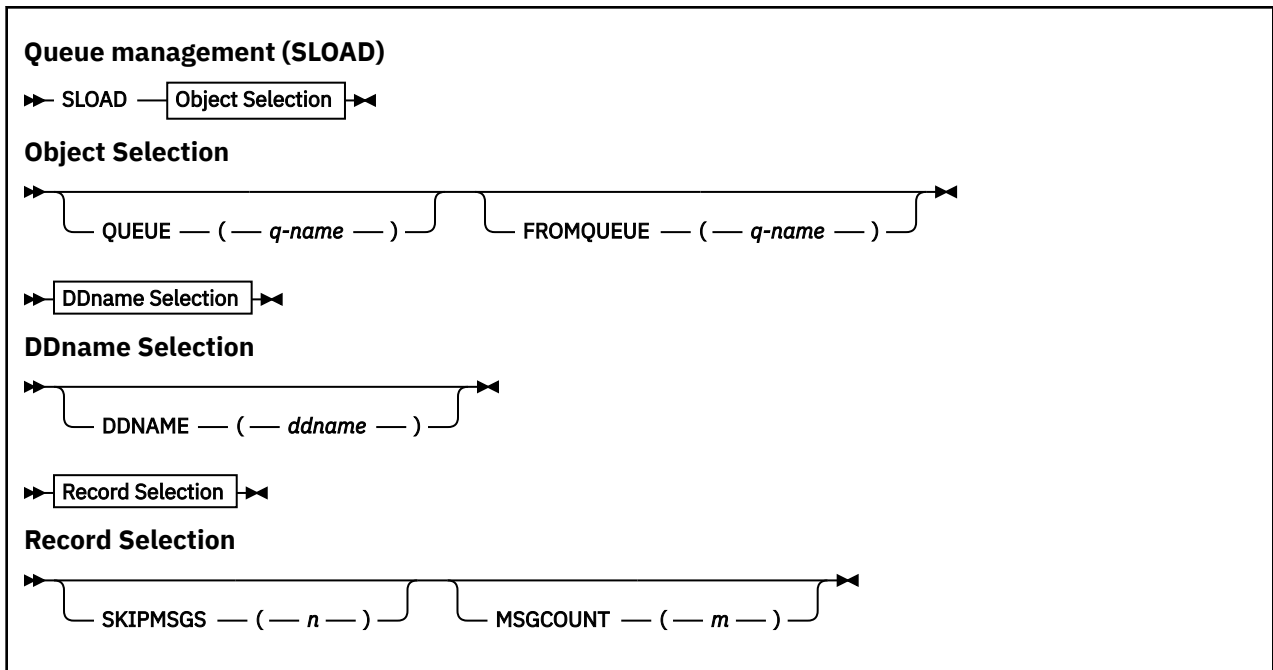 Queue management (SLOAD)
SLOAD Object Selection
Object Selection
QUEUE ( q-name ) FROMQUEUE ( q-name )
DDname Selection
DDname Selection
DDNAME ( ddname )
Record Selection
Record Selection
SKIPMSGS ( n ) MSGCOUNT ( m )